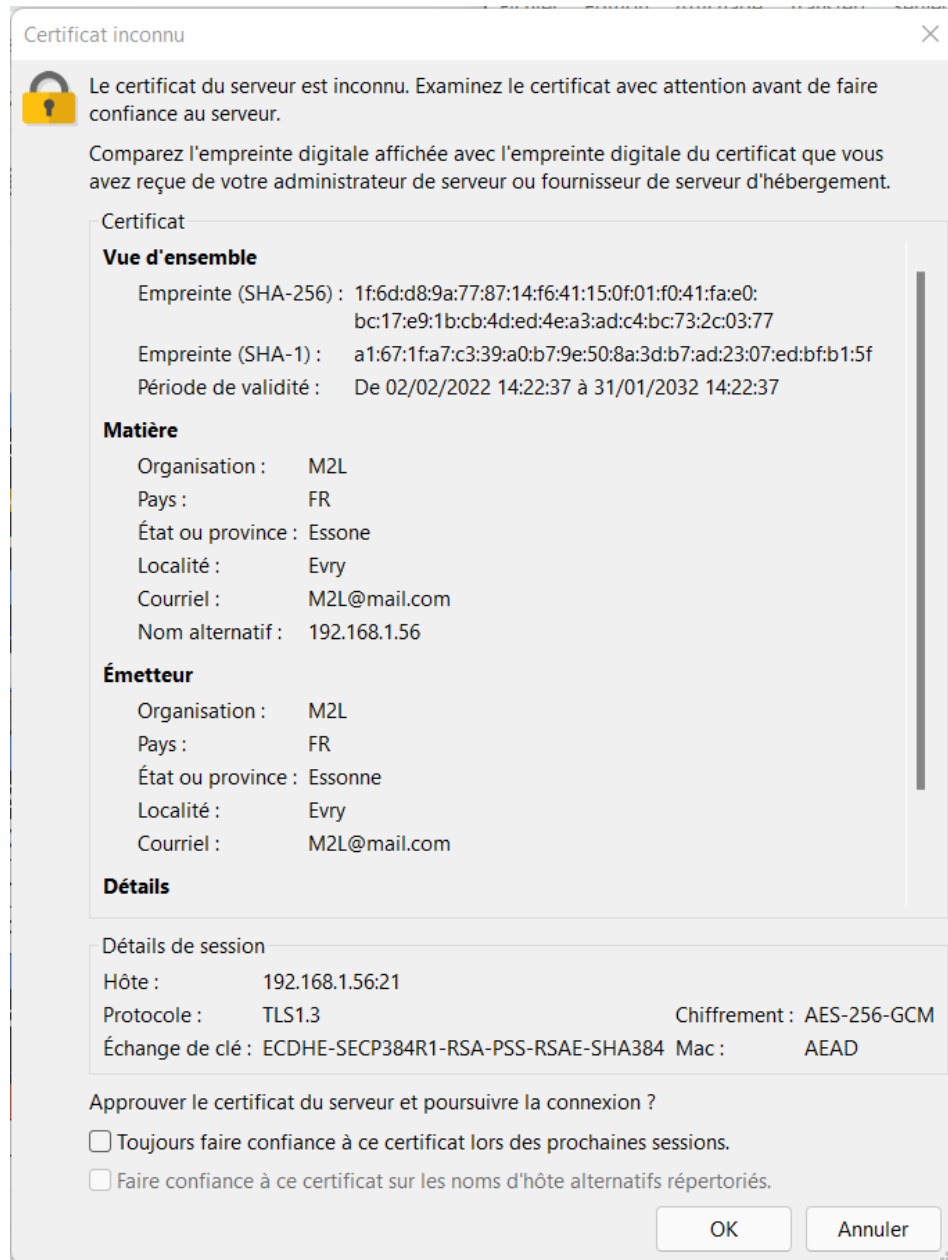 Certificat inconnu
Le certificat du serveur est inconnu. Examinez le certificat avec attention avant de faire
confiance au serveur.
Comparez l'empreinte digitale affichée avec l'empreinte digitale du certificat que vous
avez reçue de votre administrateur de serveur ou fournisseur de serveur d'hébergement.
Certificat
Vue d'ensemble
Empreinte (SHA-256) : 1f:6d:d8:9a:77:87:14:f6:41:15:0f:01:f0:41:fa:e0:
bc:17:e9:1b:cb:4d:ed:4e:a3:ad:c4:bc:73:2c:03:77
Empreinte (SHA-1) : a1:67:1f:a7:c3:39:a0:b7:9e:50:8a:3d:b7:ad:23:07:ed:bf:b1:5f
Période de validité : De 02/02/2022 14:22:37 à 31/01/2032 14:22:37
Matière
Organisation : M2L
Pays : FR
État ou province : Essone
Localité : Evry
Courriel : M2L@mail.com
Nom alternatif : 192.168.1.56
Émetteur
Organisation : M2L
Pays : FR
État ou province : Essonne
Localité : Evry
Courriel : M2L@mail.com
Détails
Détails de session
Hôte : 192.168.1.56:21
Protocole : TLS1.3 Chiffrement : AES-256-GCM
Échange de clé : ECDHE-SECP384R1-RSA-PSS-RSAE-SHA384 Mac : AEAD
Approuver le certificat du serveur et poursuivre la connexion ?
Toujours faire confiance à ce certificat lors des prochaines sessions.
Faire confiance à ce certificat sur les noms d'hôte alternatifs répertoriés.
OK Annuler